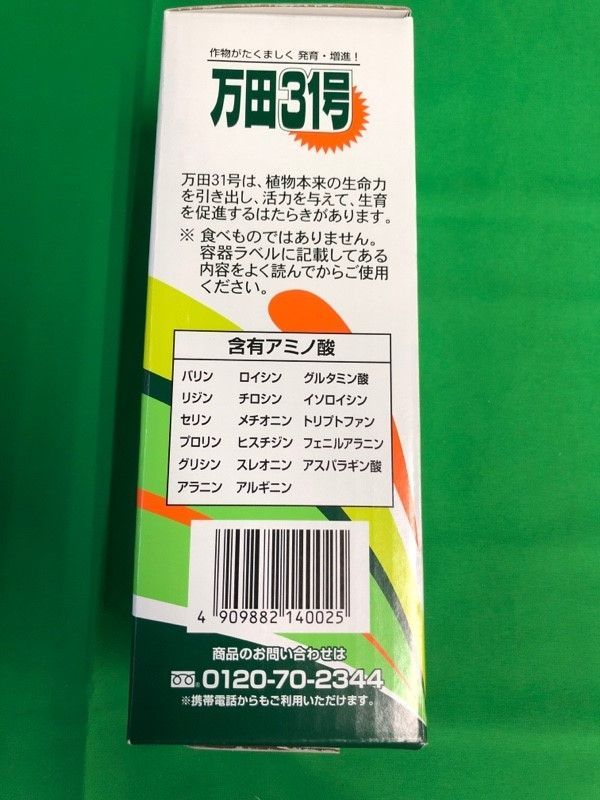 作物がたくましく 発育・増進！
万田31号
万田31号は、植物本来の生命力
を引き出し、活力を与えて、生育
を促進するはたらきがあります。
※ 食べものではありません。
容器ラベルに記載してある
内容をよく読んでからご使用
ください。
含有アミノ酸
バリン ロイシン グルタミン酸
リジン チロシン イソロイシン
セリン メチオニン トリプトファン
プロリン ヒスチジン フェニルアラニン
グリシン スレオニン アスパラギン酸
アラニン アルギニン
4 909882 140025
商品のお問い合わせは
0120-70-2344
※携帯電話からもご利用いただけます。